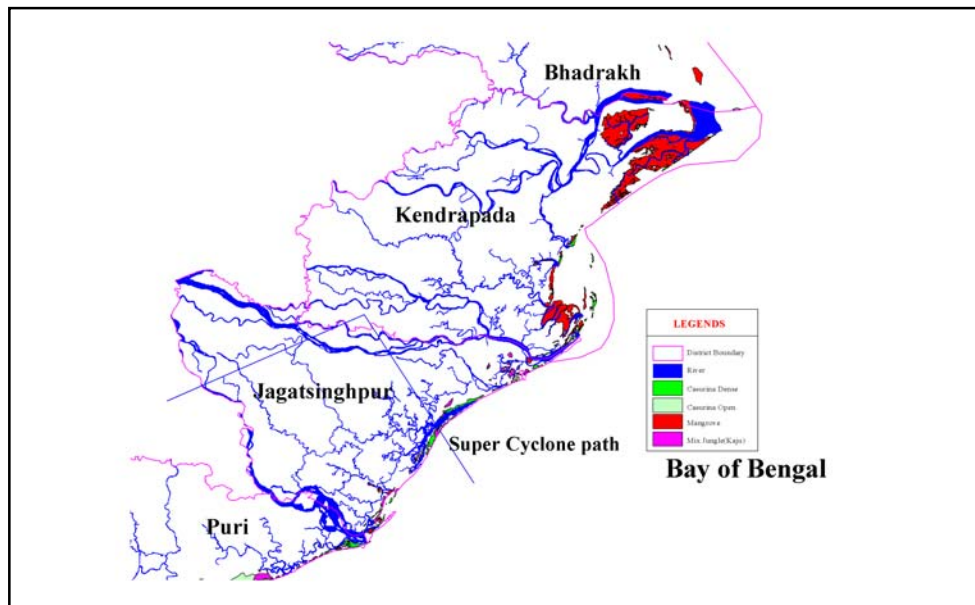 Bhadrakh
Kendrapada
Jagatsinghpur
Super Cyclone path
Puri
Bay of Bengal
LEGENDS
District Boundary
River
Casurina Dense
Casurina Open
Mangrove
Mix Jungle(Kaju)